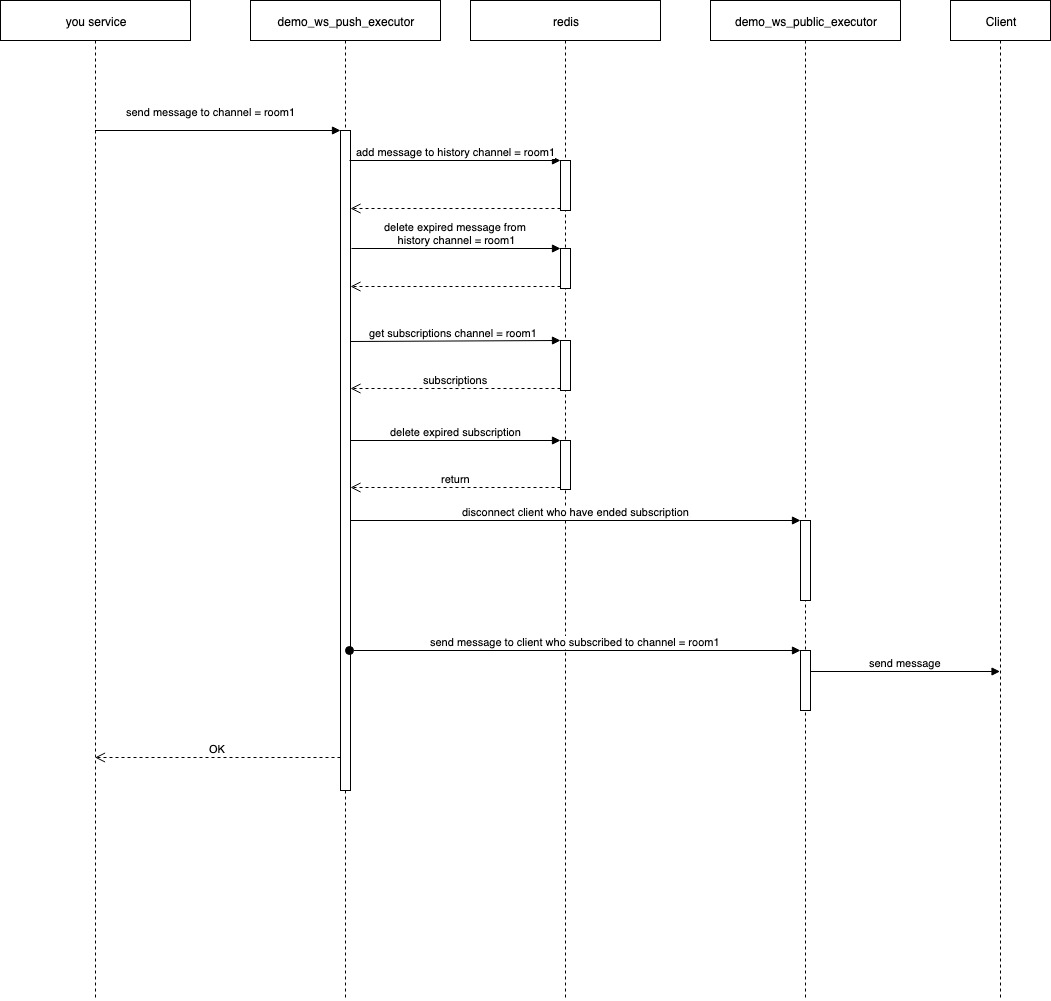 you service
demo_ws_push_executor
redis
demo_ws_public_executor
Client
send message to channel = room1
add message to history channel = room1
delete expired message from
history channel = room1
get subscriptions channel = room1
subscriptions
delete expired subscription
return
disconnect client who have ended subscription
send message to client who subscribed to channel = room1
send message
OK